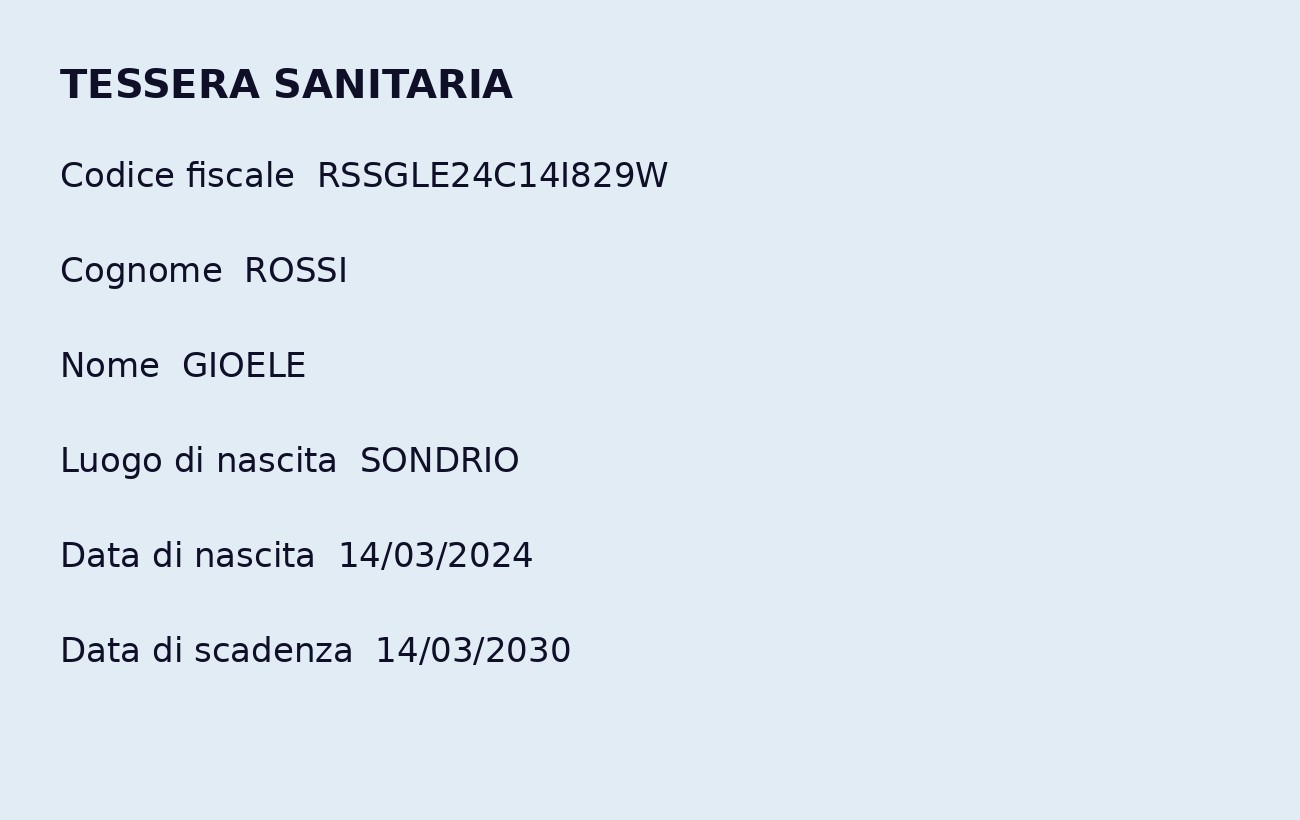 TESSERA SANITARIA
Codice fiscale RSSGLE24C14I829W
Cognome ROSSI
Nome GIOELE
Luogo di nascita SONDRIO
Data di nascita 14/03/2024
Data di scadenza 14/03/2030